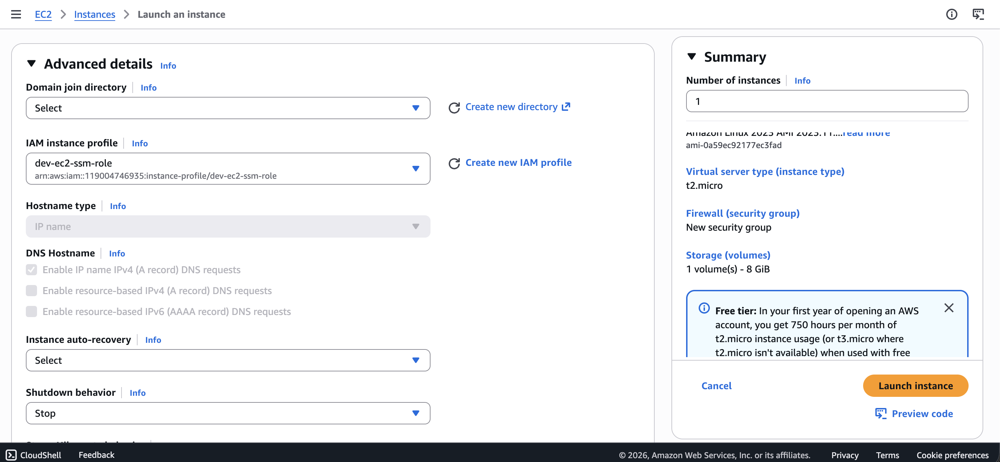 EC2 > Instances > Launch an instance
Advanced details Info
Domain join directory Info
Select
Create new directory
IAM instance profile Info
dev-ec2-ssm-role
arn:aws:iam::119004746935:instance-profile/dev-ec2-ssm-role
Create new IAM profile
Hostname type Info
IP name
DNS Hostname Info
Enable IP name IPv4 (A record) DNS requests
Enable resource-based IPv4 (A record) DNS requests
Enable resource-based IPv6 (AAAA record) DNS requests
Instance auto-recovery Info
Select
Shutdown behavior Info
Stop
Summary
Number of instances Info
1
Amazon Linux 2023 AMI 2023.11....read more
ami-0a59ec92177ec3fad
Virtual server type (instance type)
t2.micro
Firewall (security group)
New security group
Storage (volumes)
1 volume(s) - 8 GiB
Free tier: In your first year of opening an AWS
account, you get 750 hours per month of
t2.micro instance usage (or t3.micro where
t2.micro isn't available) when used with free
Cancel
Launch instance
Preview code
CloudShell
Feedback
© 2026, Amazon Web Services, Inc. or its affiliates.
Privacy
Terms
Cookie preferences